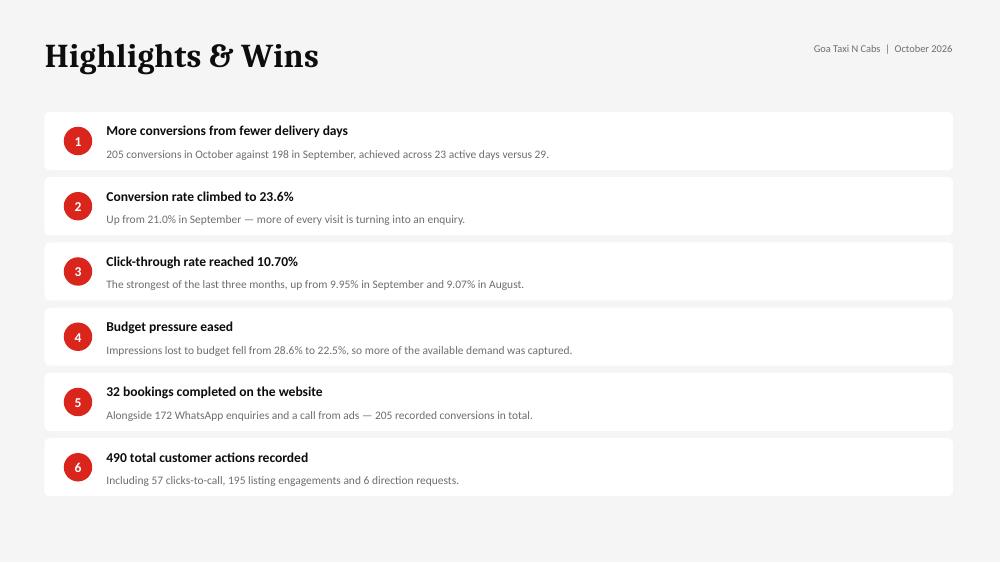 Highlights & Wins
Goa Taxi N Cabs | October 2026
1
More conversions from fewer delivery days
205 conversions in October against 198 in September, achieved across 23 active days versus 29.
2
Conversion rate climbed to 23.6%
Up from 21.0% in September — more of every visit is turning into an enquiry.
3
Click-through rate reached 10.70%
The strongest of the last three months, up from 9.95% in September and 9.07% in August.
4
Budget pressure eased
Impressions lost to budget fell from 28.6% to 22.5%, so more of the available demand was captured.
5
32 bookings completed on the website
Alongside 172 WhatsApp enquiries and a call from ads — 205 recorded conversions in total.
6
490 total customer actions recorded
Including 57 clicks-to-call, 195 listing engagements and 6 direction requests.